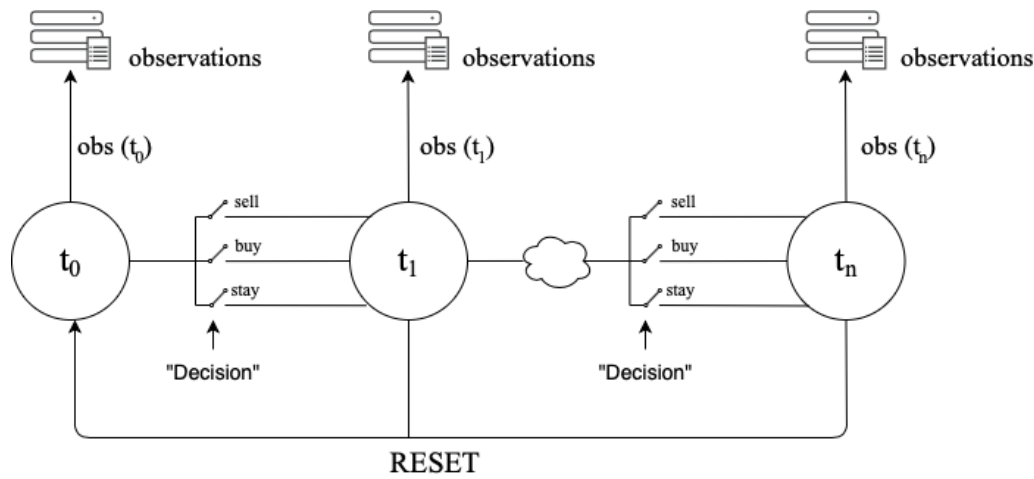 observations
observations
observations
obs (t₀)
obs (t₁)
obs (tₙ)
sell
sell
t₀
buy
t₁
buy
tₙ
stay
stay
"Decision"
"Decision"
RESET